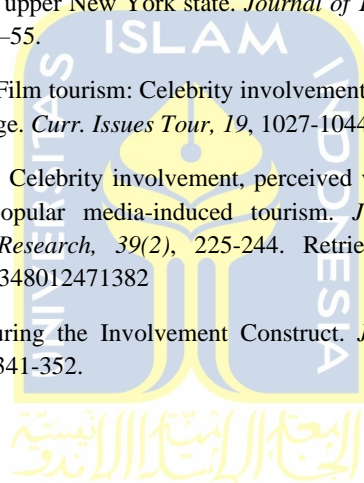 upper New York state. Journal of
–55.
ISLAM
UNIVERSITAS
INDONESIA
Film tourism: Celebrity involvement
ge. Curr. Issues Tour, 19, 1027-1044
Celebrity involvement, perceived
opular media-induced tourism.
Research, 39(2), 225-244. Retrie
348012471382
uring the Involvement Construct.
341-352.